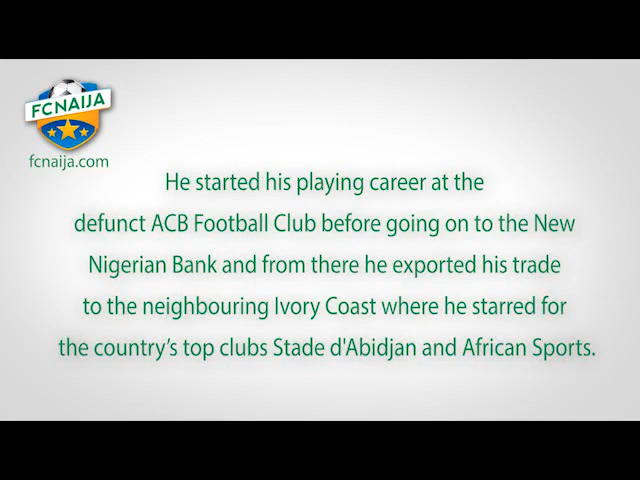 FCNAIJA
fcnaija.com
He started his playing career at the
defunct ACB Football Club before going on to the New
Nigerian Bank and from there he exported his trade
to the neighbouring Ivory Coast where he starred for
the country’s top clubs Stade d'Abidjan and African Sports.